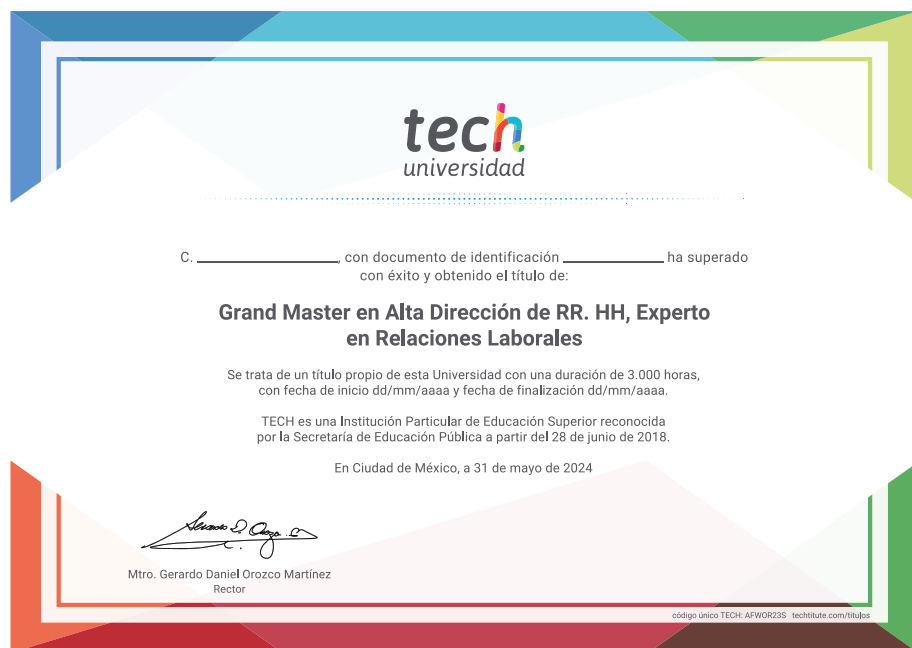 tech
universidad
C. ____________________, con documento de identificación ______________ ha superado
con éxito y obtenido el título de:
Grand Master en Alta Dirección de RR. HH, Experto
en Relaciones Laborales
Se trata de un título propio de esta Universidad con una duración de 3.000 horas,
con fecha de inicio dd/mm/aaaa y fecha de finalización dd/mm/aaaa.
TECH es una Institución Particular de Educación Superior reconocida
por la Secretaría de Educación Pública a partir del 28 de junio de 2018.
En Ciudad de México, a 31 de mayo de 2024
Mtro. Gerardo Daniel Orozco Martínez
Rector
código único TECH: AFWOR23S techtitute.com/titulos